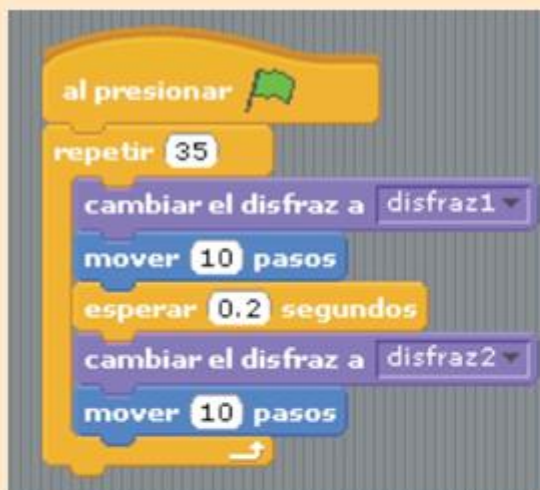 al presionar
repetir 35
cambiar el disfraz a disfraz1
mover 10 pasos
esperar 0.2 segundos
cambiar el disfraz a disfraz2
mover 10 pasos